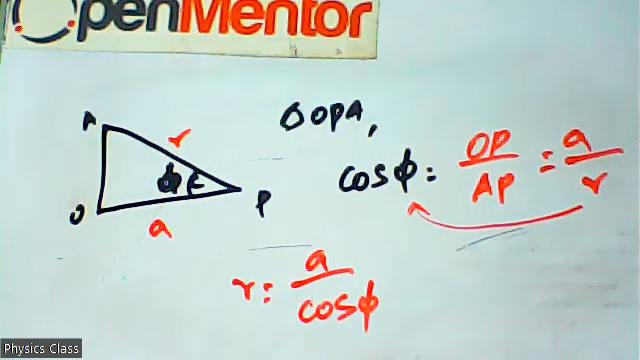 OpenMentor
A
r
ΔOPA,
ϕ
cosϕ = OP/AP = a/r
O
P
a
r = a/cosϕ
Physics Class